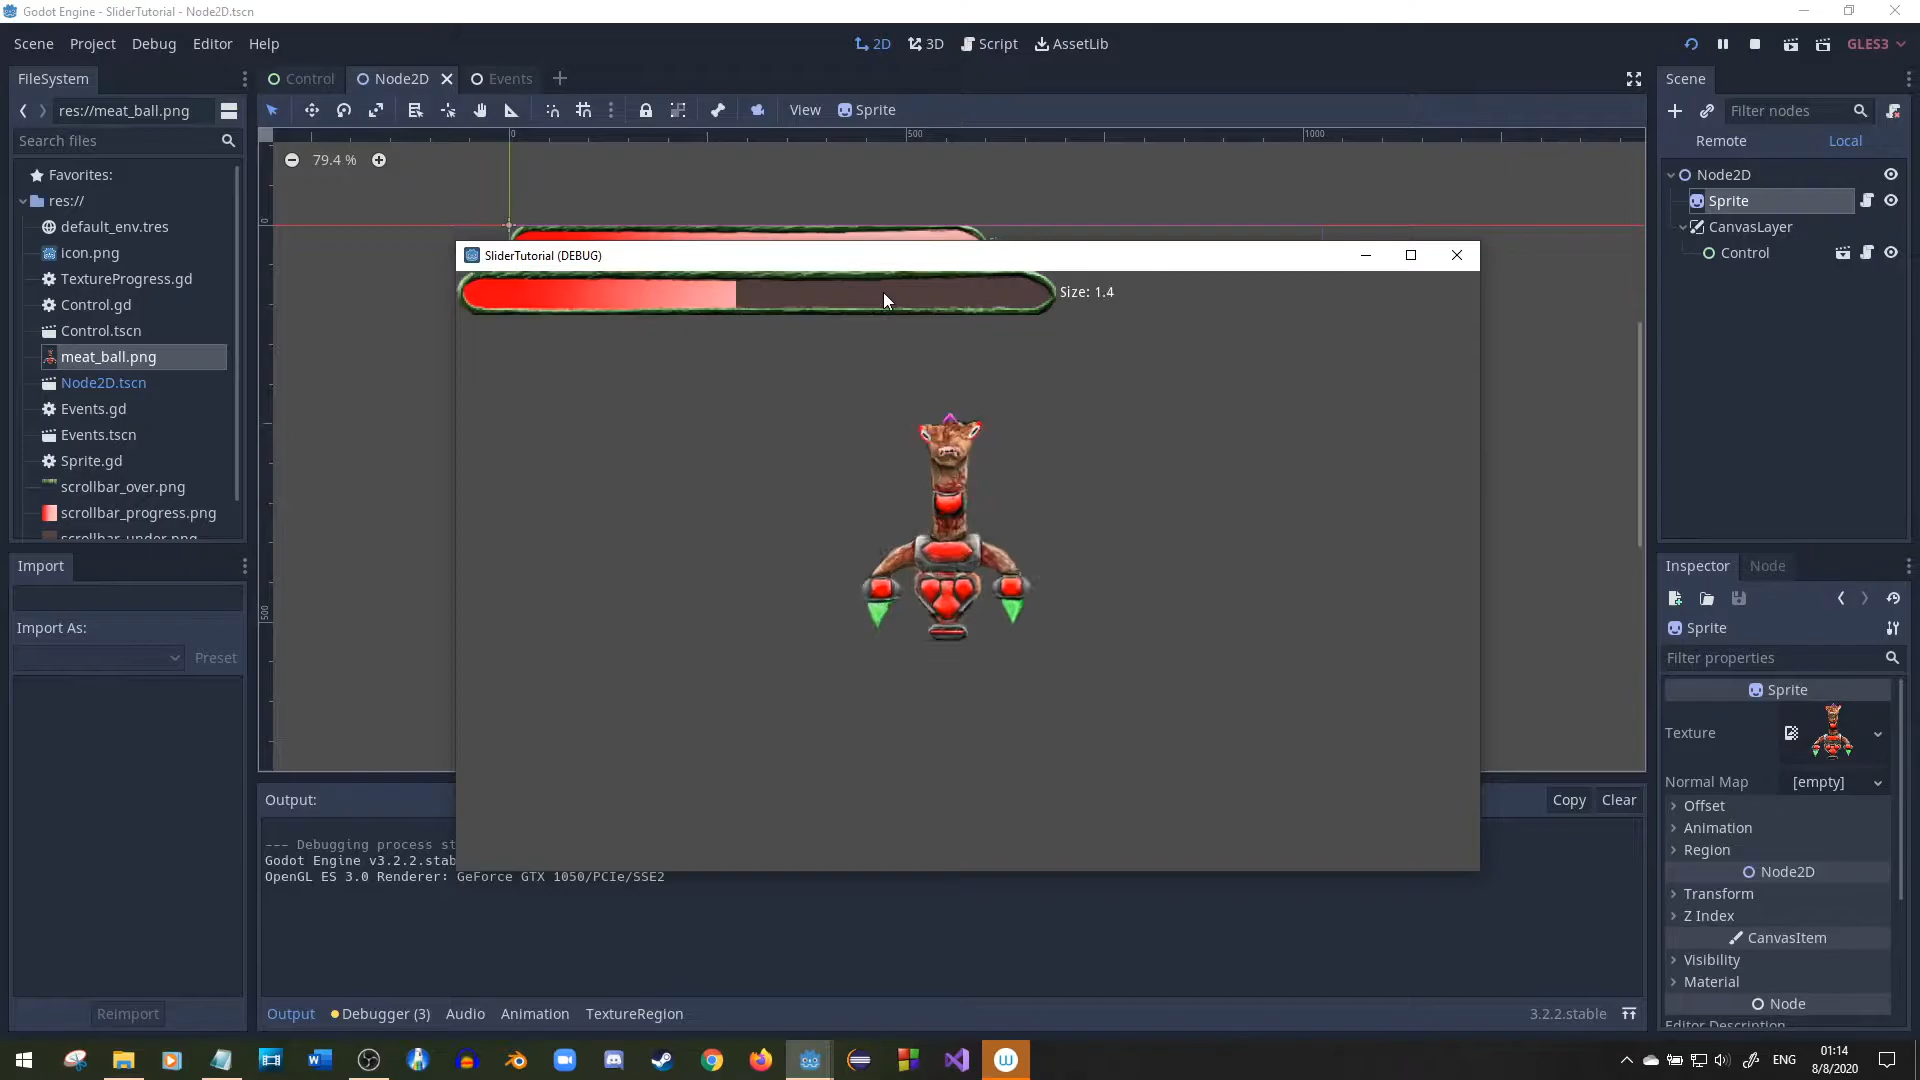 Godot Engine - SliderTutorial - Node2D.tscn
Scene Project Debug Editor Help
2D 3D Script AssetLib
GLES3
FileSystem
res://meat_ball.png
Search files
Favorites:
res://
default_env.tres
icon.png
TextureProgress.gd
Control.gd
Control.tscn
meat_ball.png
Node2D.tscn
Events.gd
Events.tscn
Sprite.gd
scrollbar_over.png
scrollbar_progress.png
scrollbar_under.png
Import
Import As:
Preset
Reimport
Control Node2D Events
View Sprite
0 500 1000
79.4 %
0
500
SliderTutorial (DEBUG)
Size: 1.4
Output:
Copy Clear
--- Debugging process st
Godot Engine v3.2.2.stab
OpenGL ES 3.0 Renderer: GeForce GTX 1050/PCIe/SSE2
Output Debugger (3) Audio Animation TextureRegion
3.2.2.stable
Scene
Filter nodes
Remote Local
Node2D
Sprite
CanvasLayer
Control
Inspector Node
Sprite
Filter properties
Sprite
Texture
Normal Map [empty]
Offset
Animation
Region
Node2D
Transform
Z Index
CanvasItem
Visibility
Material
Node
Editor Description
ENG
01:14
8/8/2020